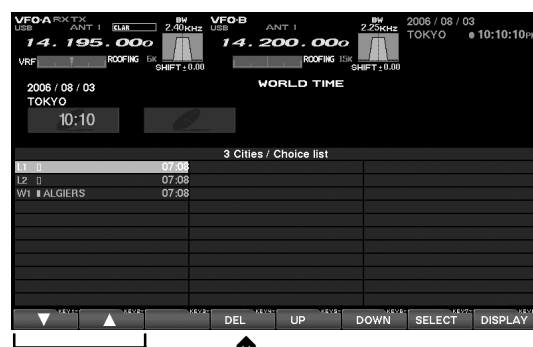 VFO-A RX TX BW VFO-B BW 2006 / 08 / 03
USB ANT 1 CLAR 2.40KHZ USB ANT 1 2.25KHZ TOKYO 10:10:10PM
14.195.00o 14.200.00o
VRF ROOFING 6K ROOFING 15K
SHIFT±0.00 SHIFT±0.00
2006 / 08 / 03 WORLD TIME
TOKYO
10:10
3 Cities / Choice list
L1 07:08
L2 07:08
W1 ALGIERS 07:08
KEY1 KEY2 KEY3 KEY4 KEY5 KEY6 KEY7
▼ ▲ DEL UP DOWN SELECT DISPLAY